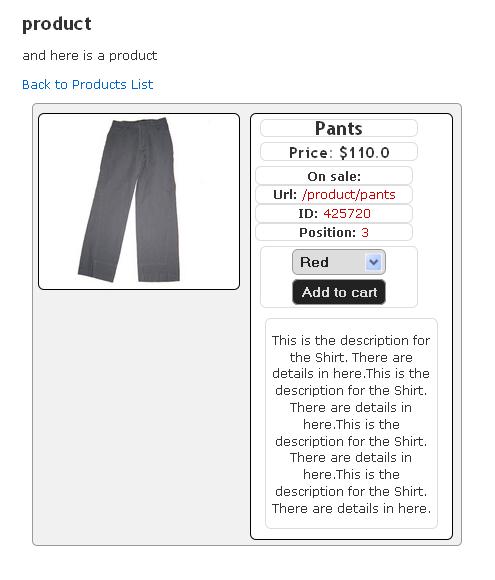 product
and here is a product
Back to Products List
Pants
Price: $110.0
On sale:
Url: /product/pants
ID: 425720
Position: 3
Red
Add to cart
This is the description for
the Shirt. There are
details in here.This is the
description for the Shirt.
There are details in
here.This is the
description for the Shirt.
There are details in
here.This is the
description for the Shirt.
There are details in here.